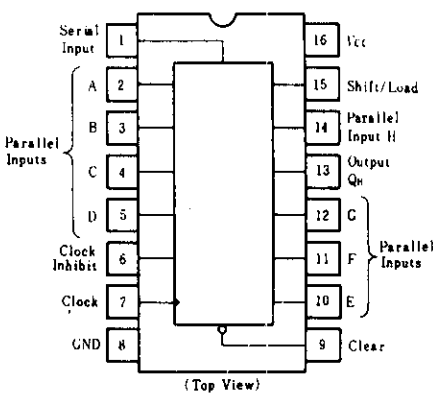 Serial
Input
1
16
Vcc
A
2
15
Shift/Load
B
3
14
Parallel
Input H
Parallel
Inputs
C
4
13
Output
QH
D
5
12
G
Clock
Inhibit
6
11
F
Parallel
Inputs
Clock
7
10
E
GND
8
9
Clear
(Top View)